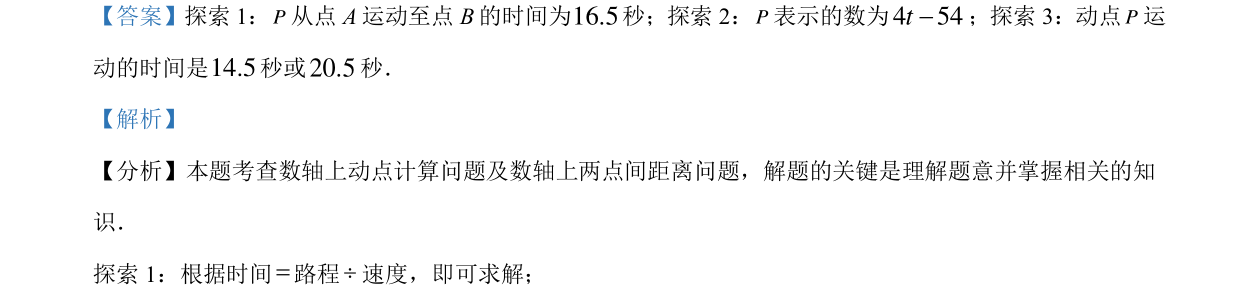 【答案】探索 1：P 从点 A 运动至点 B 的时间为16.5秒；探索 2：P 表示的数为4t－54；探索 3：动点P 运
动的时间是14.5秒或20.5秒．
【解析】
【分析】本题考查数轴上动点计算问题及数轴上两点间距离问题，解题的关键是理解题意并掌握相关的知
识．
探索 1：根据时间=路程÷速度，即可求解；